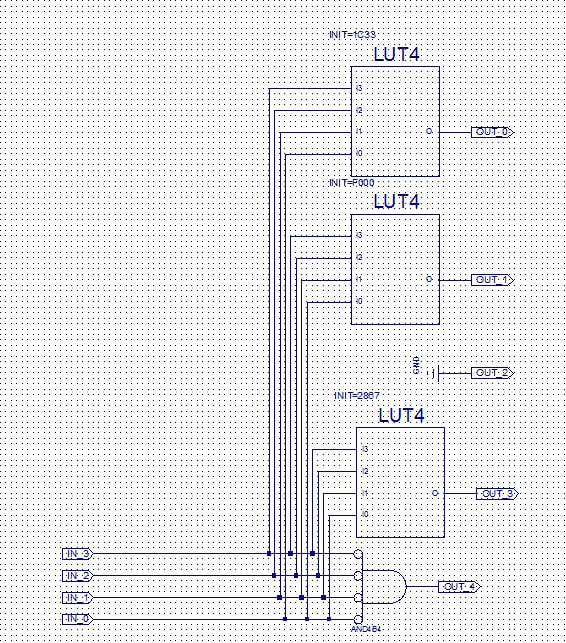 INIT=1C33
LUT4
I3
I2
I1
I0
O
OUT_0
INIT=F000
LUT4
I3
I2
I1
I0
O
OUT_1
GND
OUT_2
INIT=2867
LUT4
I3
I2
I1
I0
O
OUT_3
IN_3
IN_2
IN_1
IN_0
OUT_4
AND4B4